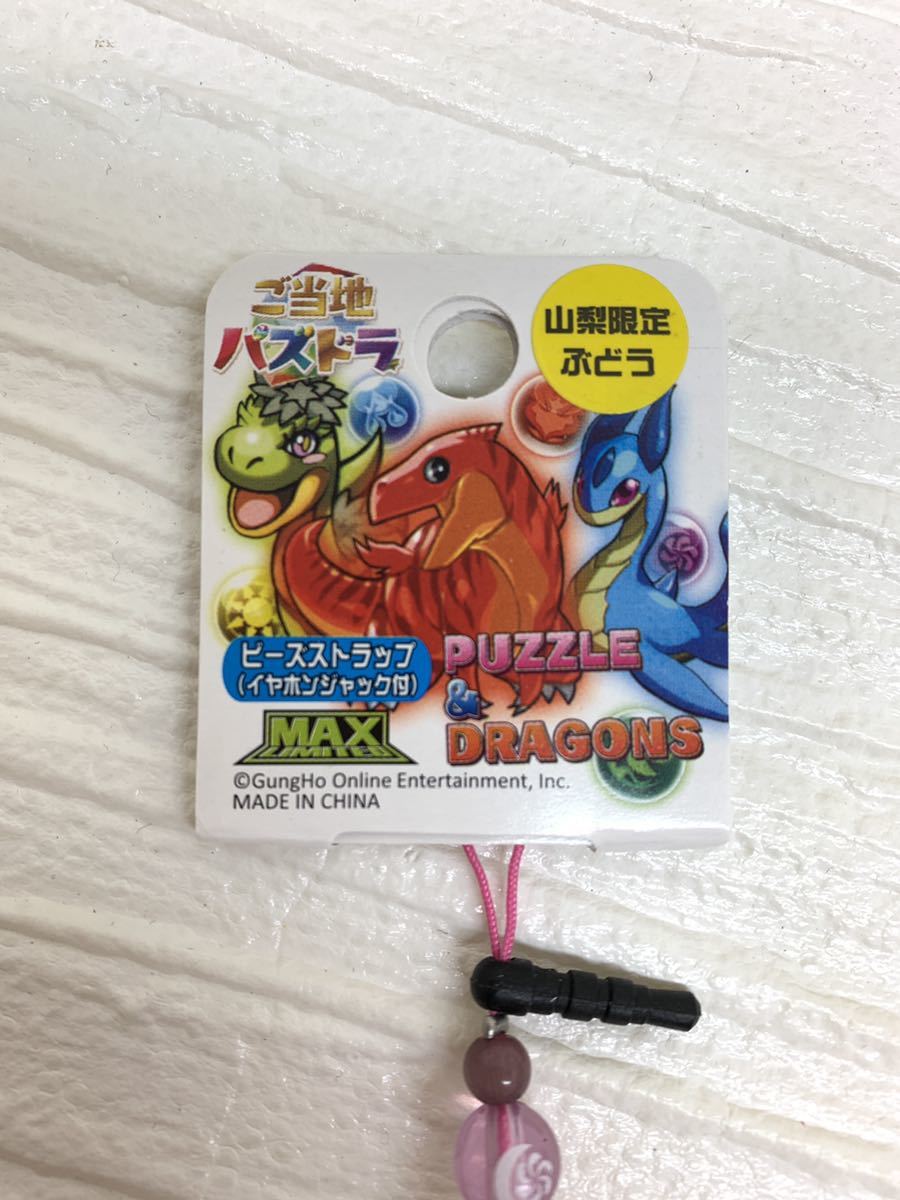 ご当地
パズドラ
山梨限定
ぶどう
ビーズストラップ
(イヤホンジャック付)
PUZZLE
&
DRAGONS
MAX
LIMITED
©GungHo Online Entertainment, Inc.
MADE IN CHINA